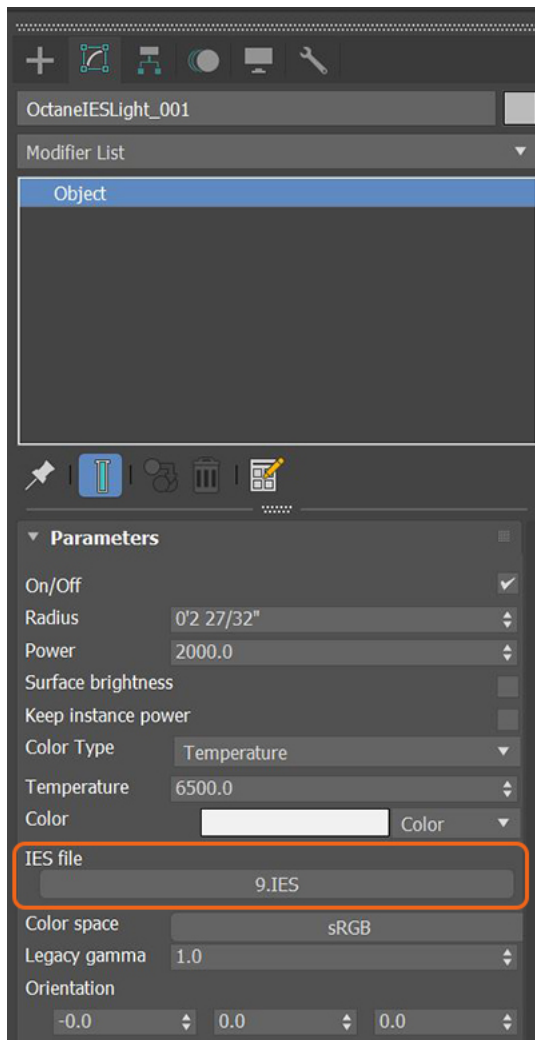 OctaneIESLight_001
Modifier List
Object
Parameters
On/Off
Radius 0'2 27/32"
Power 2000.0
Surface brightness
Keep instance power
Color Type Temperature
Temperature 6500.0
Color Color
IES file
9.IES
Color space sRGB
Legacy gamma 1.0
Orientation
-0.0 0.0 0.0